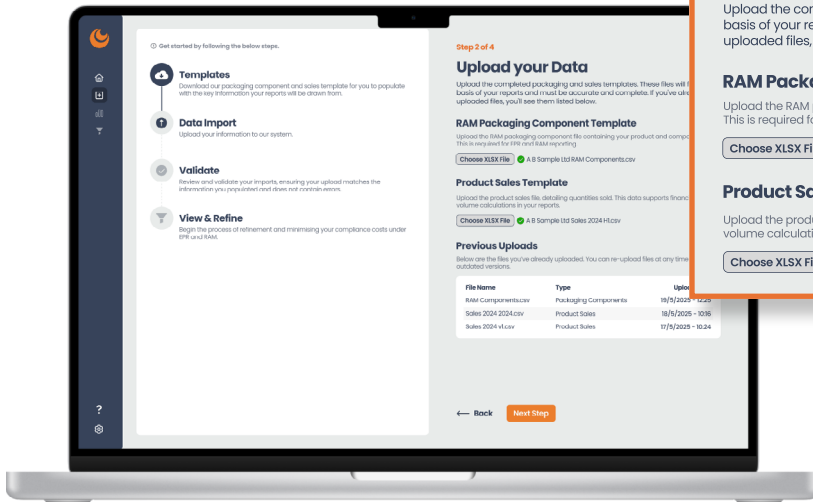 Get started by following the below steps.
Templates
Download our packaging component and sales template for you to populate
with the key information your reports will be drawn from.
Data Import
Upload your information to our system.
Validate
Review and validate your imports, ensuring your upload matches the
information you populated and does not contain errors.
View & Refine
Begin the process of refinement and minimising your compliance costs under
EPR and RAM.
?
Step 2 of 4
Upload your Data
Upload the completed packaging and sales templates. These files will
basis of your reports and must be accurate and complete. If you've
uploaded files, you'll see them listed below.
RAM Packaging Component Template
Upload the RAM packaging component file containing your product and
This is required for EPR and RAM reporting
Choose XLSX File
A B Sample Ltd RAM Components.csv
Product Sales Template
Upload the product sales file, detailing quantities sold. This data supports
volume calculations in your reports.
Choose XLSX File
A B Sample Ltd Sales 2024 H1.csv
Previous Uploads
Below are the files you've already uploaded. You can re-upload files at any time
outdated versions.
File Name Type
RAM Components.csv Packaging Components 19/5/2025 - 12:25
Sales 2024 2024.csv Product Sales 18/5/2025 - 10:16
Sales 2024 v1.csv Product Sales 17/5/2025 - 10:24
Back
Next Step
Upload the
basis of your
uploaded files,
RAM
Upload the RAM
This is required
Choose XLSX
Product
Upload the
volume
Choose XLSX